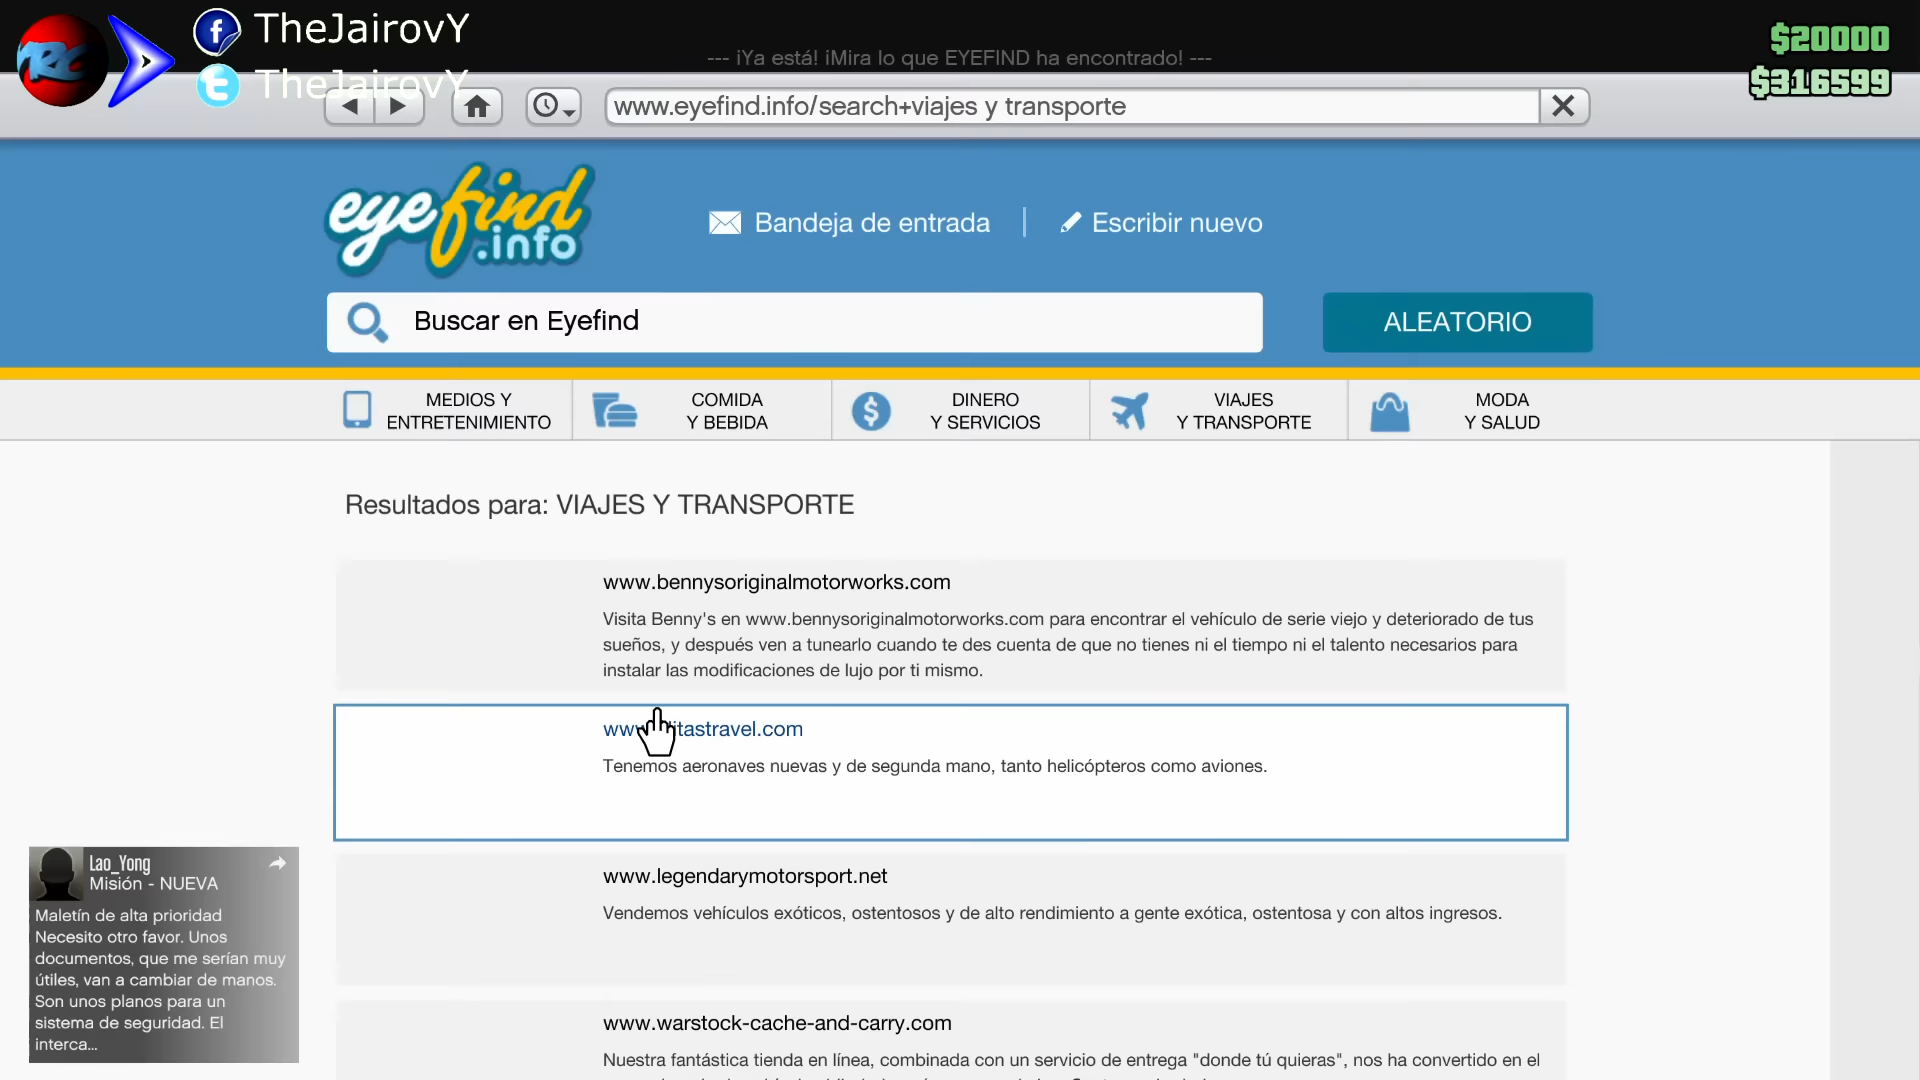 TheJairovY
TheJairovY
$20000
$316599
--- ¡Ya está! ¡Mira lo que EYEFIND ha encontrado! ---
www.eyefind.info/search+viajes y transporte
eyefind
.info
Bandeja de entrada
Escribir nuevo
Buscar en Eyefind
ALEATORIO
MEDIOS Y
ENTRETENIMIENTO
COMIDA
Y BEBIDA
DINERO
Y SERVICIOS
VIAJES
Y TRANSPORTE
MODA
Y SALUD
Resultados para: VIAJES Y TRANSPORTE
www.bennysoriginalmotorworks.com
Visita Benny's en www.bennysoriginalmotorworks.com para encontrar el vehículo de serie viejo y deteriorado de tus
sueños, y después ven a tunearlo cuando te des cuenta de que no tienes ni el tiempo ni el talento necesarios para
instalar las modificaciones de lujo por ti mismo.
Tenemos aeronaves nuevas y de segunda mano, tanto helicópteros como aviones.
www.legendarymotorsport.net
Vendemos vehículos exóticos, ostentosos y de alto rendimiento a gente exótica, ostentosa y con altos ingresos.
www.warstock-cache-and-carry.com
Nuestra fantástica tienda en línea, combinada con un servicio de entrega "donde tú quieras", nos ha convertido en el
Lao_Yong
Misión - NUEVA
Maletín de alta prioridad
Necesito otro favor. Unos
documentos, que me serían muy
útiles, van a cambiar de manos.
Son unos planos para un
sistema de seguridad. El
interca...